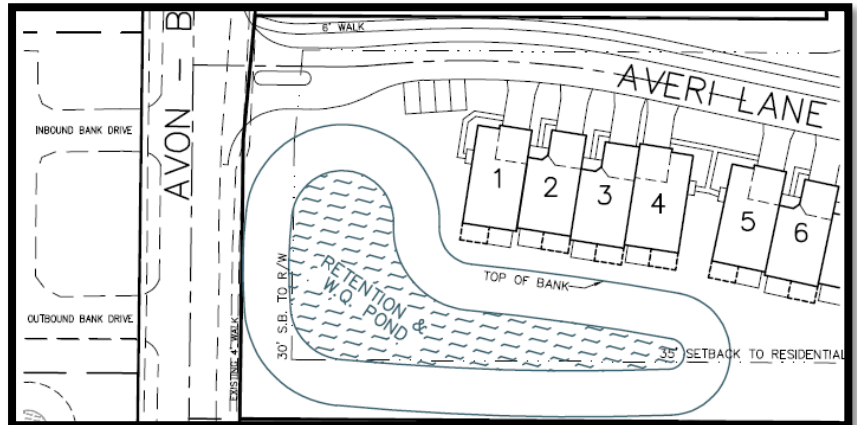 6' WALK
AVERI LANE
AVON - B
INBOUND BANK DRIVE
1
2
3
4
5
6
RETENTION &
W.Q. POND
TOP OF BANK
30' S.B. TO R/W
35' SETBACK TO RESIDENTIAL
OUTBOUND BANK DRIVE
EXISTING 4' WALK